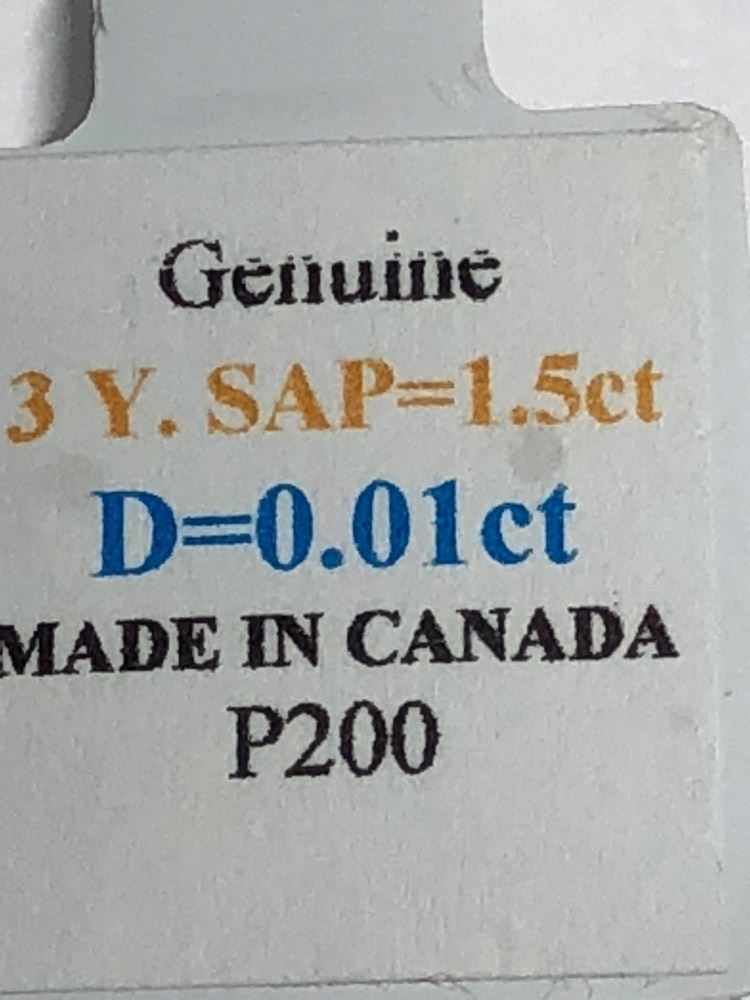 Genuine
3 Y. SAP=1.5ct
D=0.01ct
MADE IN CANADA
P200